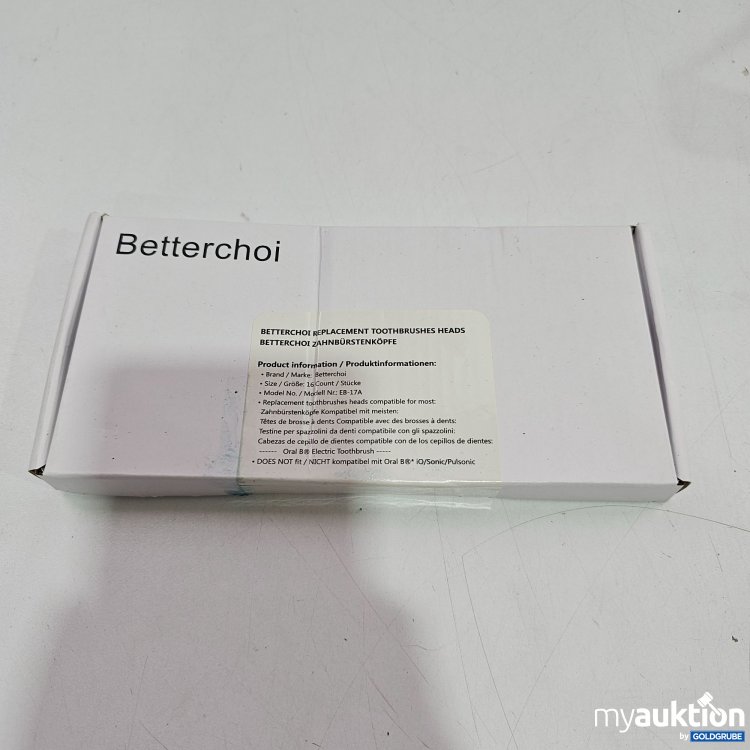 Betterchoi
BETTERCHOI REPLACEMENT TOOTHBRUSHES HEADS
BETTERCHOI ZAHNBÜRSTENKÖPFE
Product information / Produktinformationen:
• Brand / Marke: Betterchoi
• Size / Größe: 16 Count / Stücke
• Model No. / Modell Nr.: EB-17A
• Replacement toothbrushes heads compatible for most:
Zahnbürstenköpfe Kompatibel mit meisten:
Têtes de brosse à dents Compatible avec des brosses à dents:
Testine per spazzolini da denti compatibile con gli spazzolini:
Cabezas de cepillo de dientes compatible con de los cepillos de dientes:
------ Oral B® Electric Toothbrush -----
• DOES NOT fit / NICHT kompatibel mit Oral B®* iO/Sonic/Pulsonic
myauktion
by GOLDGRUBE